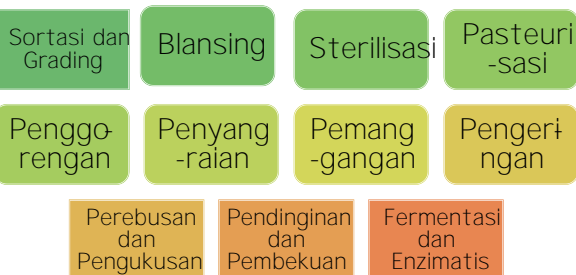 Sortasi dan
Grading
Blansing
Sterilisasi
Pasteuri
-sasi
Penggo-
rengan
Penyang
-raian
Pemang
-gangan
Pengeri-
ngan
Perebusan
dan
Pengukusan
Pendinginan
dan
Pembekuan
Fermentasi
dan
Enzimatis